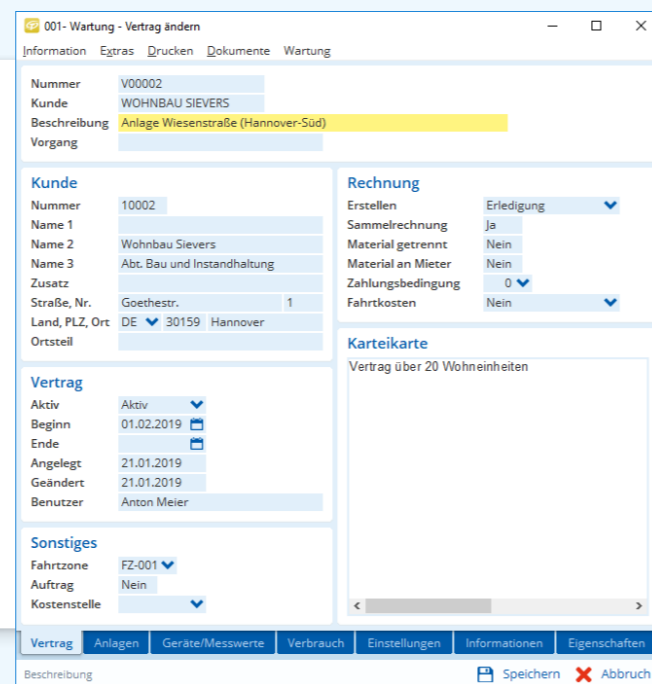 001- Wartung - Vertrag ändern
Information Extras Drucken Dokumente Wartung
Nummer V00002
Kunde WOHNBAU SIEVERS
Beschreibung Anlage Wiesenstraße (Hannover-Süd)
Vorgang
Kunde
Nummer 10002
Name 1
Name 2 Wohnbau Sievers
Name 3 Abt. Bau und Instandhaltung
Zusatz
Straße, Nr. Goethestr. 1
Land, PLZ, Ort DE 30159 Hannover
Ortsteil
Vertrag
Aktiv Aktiv
Beginn 01.02.2019
Ende
Angelegt 21.01.2019
Geändert 21.01.2019
Benutzer Anton Meier
Sonstiges
Fahrtzone FZ-001
Auftrag Nein
Kostenstelle
Rechnung
Erstellen Erledigung
Sammelrechnung Ja
Material getrennt Nein
Material an Mieter Nein
Zahlungsbedingung 0
Fahrtkosten Nein
Karteikarte
Vertrag über 20 Wohneinheiten
Vertrag Anlagen Geräte/Messwerte Verbrauch Einstellungen Informationen Eigenschaften
Beschreibung Speichern Abbruch